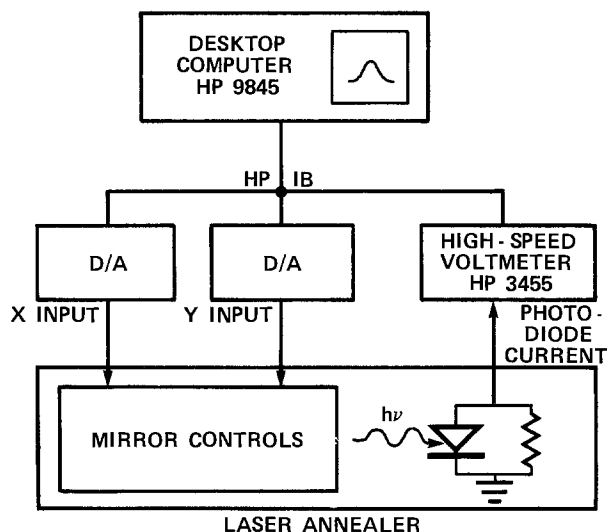 DESKTOP
COMPUTER
HP 9845
HP IB
D/A
D/A
HIGH-SPEED
VOLTMETER
HP 3455
X INPUT
Y INPUT
PHOTO-
DIODE
CURRENT
MIRROR CONTROLS
hν
LASER ANNEALER